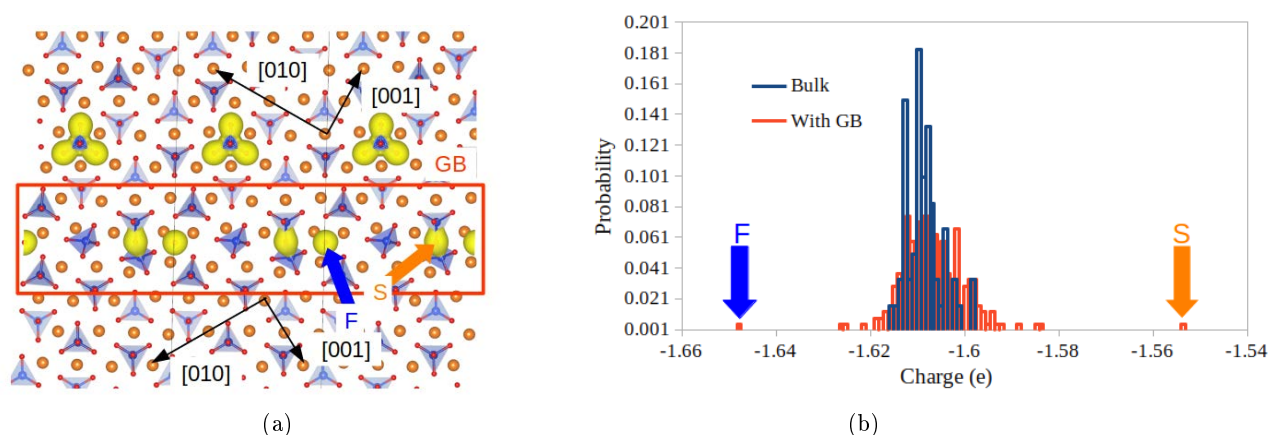 [010]
[001]
GB
S
F
[001]
[010]
(a)
0.201
0.181
0.161
0.141
0.121
0.101
0.081
0.061
0.041
0.021
0.001
Probability
Bulk
With GB
F
S
-1.66 -1.64 -1.62 -1.6 -1.58 -1.56 -1.54
Charge (e)
(b)